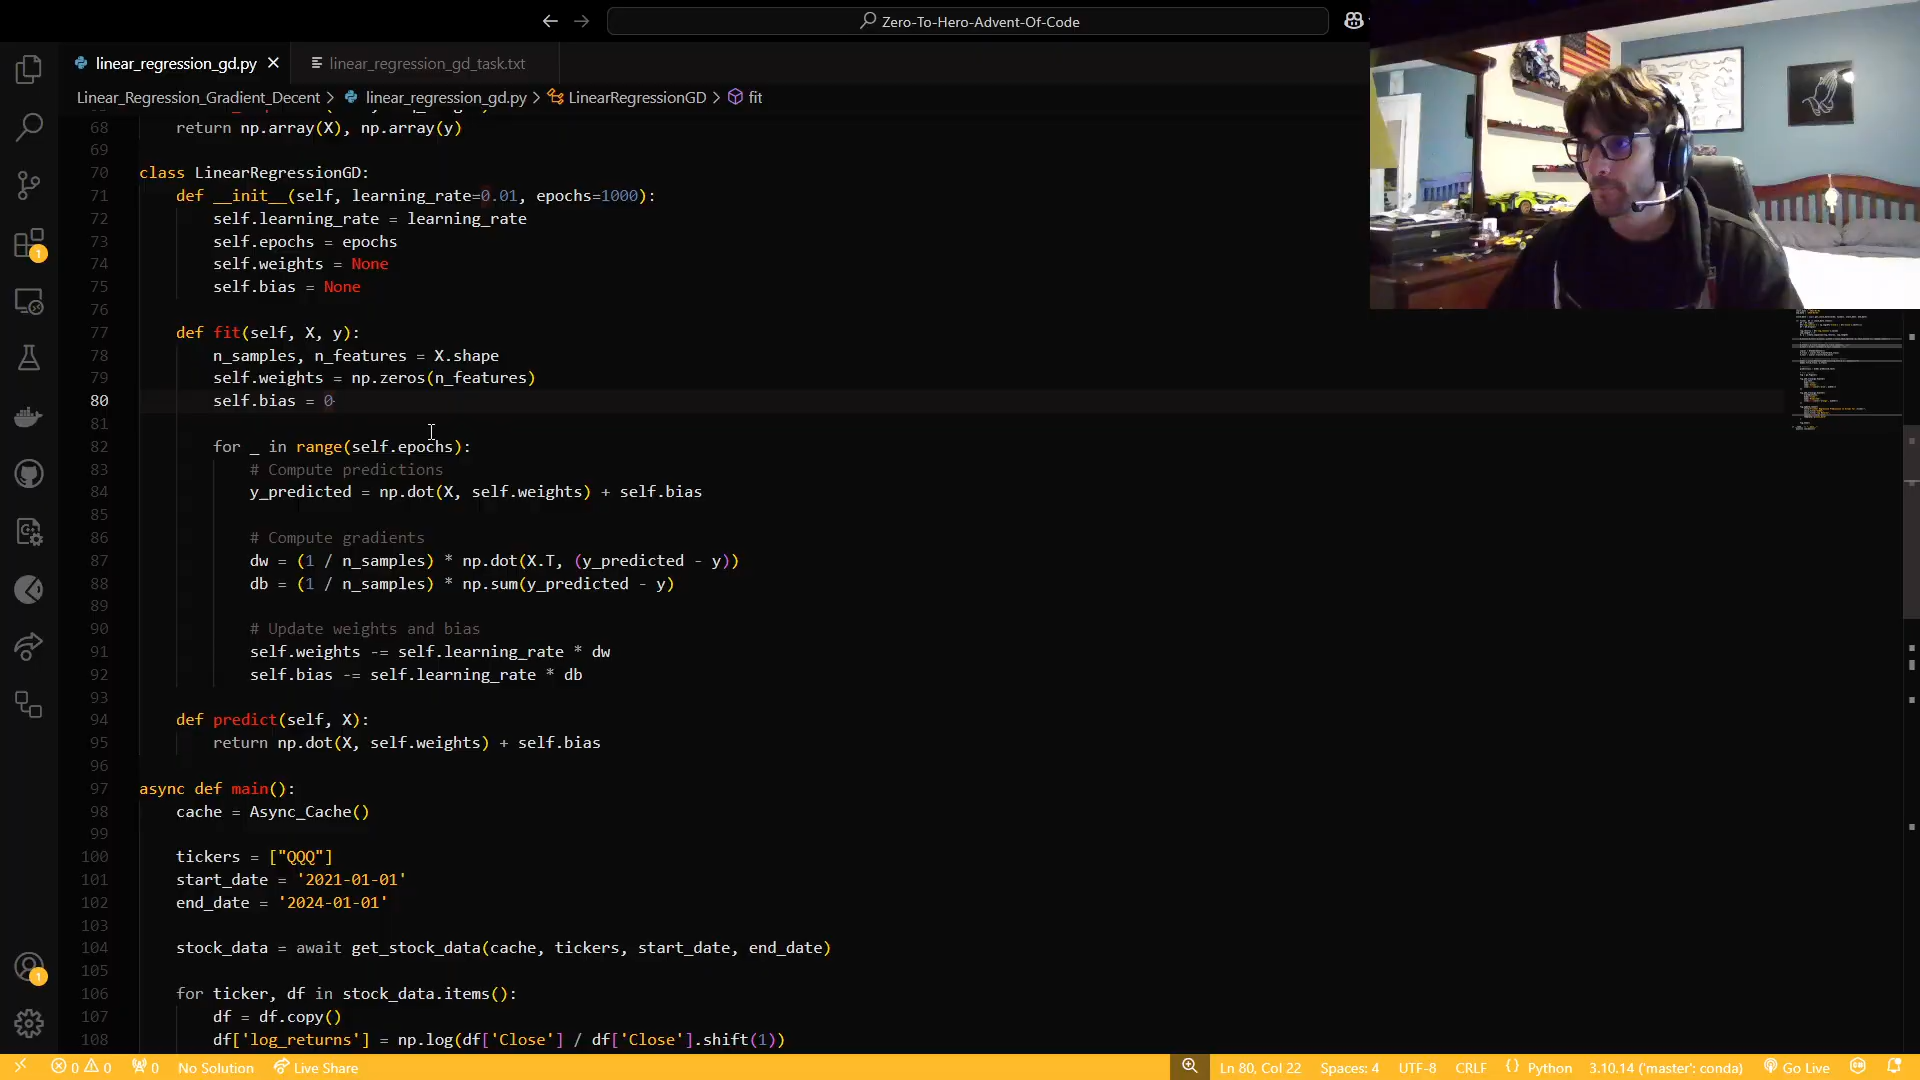 Zero-To-Hero-Advent-Of-Code
linear_regression_gd.py
linear_regression_gd_task.txt
Linear_Regression_Gradient_Decent > linear_regression_gd.py > LinearRegressionGD > fit
68 return np.array(X), np.array(y)
69
70 class LinearRegressionGD:
71 def __init__(self, learning_rate=0.01, epochs=1000):
72 self.learning_rate = learning_rate
73 self.epochs = epochs
74 self.weights = None
75 self.bias = None
76
77 def fit(self, X, y):
78 n_samples, n_features = X.shape
79 self.weights = np.zeros(n_features)
80 self.bias = 0
81
82 for _ in range(self.epochs):
83 # Compute predictions
84 y_predicted = np.dot(X, self.weights) + self.bias
85
86 # Compute gradients
87 dw = (1 / n_samples) * np.dot(X.T, (y_predicted - y))
88 db = (1 / n_samples) * np.sum(y_predicted - y)
89
90 # Update weights and bias
91 self.weights -= self.learning_rate * dw
92 self.bias -= self.learning_rate * db
93
94 def predict(self, X):
95 return np.dot(X, self.weights) + self.bias
96
97 async def main():
98 cache = Async_Cache()
99
100 tickers = ["QQQ"]
101 start_date = '2021-01-01'
102 end_date = '2024-01-01'
103
104 stock_data = await get_stock_data(cache, tickers, start_date, end_date)
105
106 for ticker, df in stock_data.items():
107 df = df.copy()
108 df['log_returns'] = np.log(df['Close'] / df['Close'].shift(1))
1
1
0 0 0 No Solution Live Share Ln 80, Col 22 Spaces: 4 UTF-8 CRLF {} Python 3.10.14 ('master': conda) Go Live